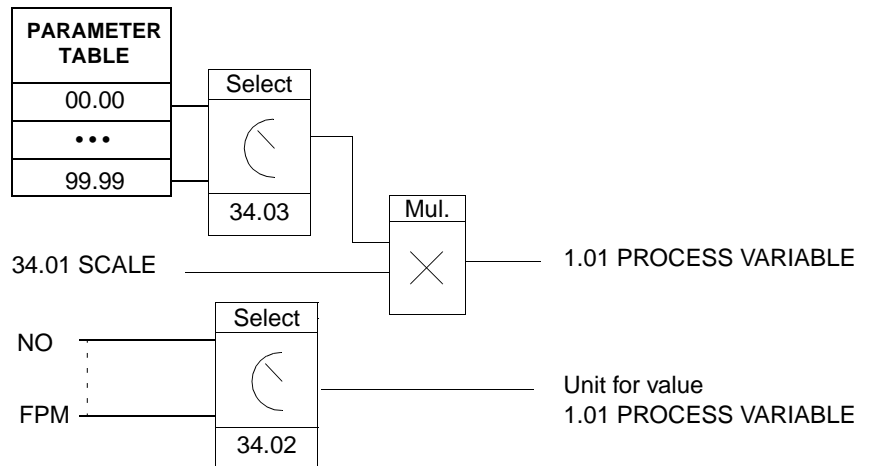 PARAMETER
TABLE
00.00
•••
99.99
Select
34.03
34.01 SCALE
Mul.
1.01 PROCESS VARIABLE
NO
FPM
Select
34.02
Unit for value
1.01 PROCESS VARIABLE